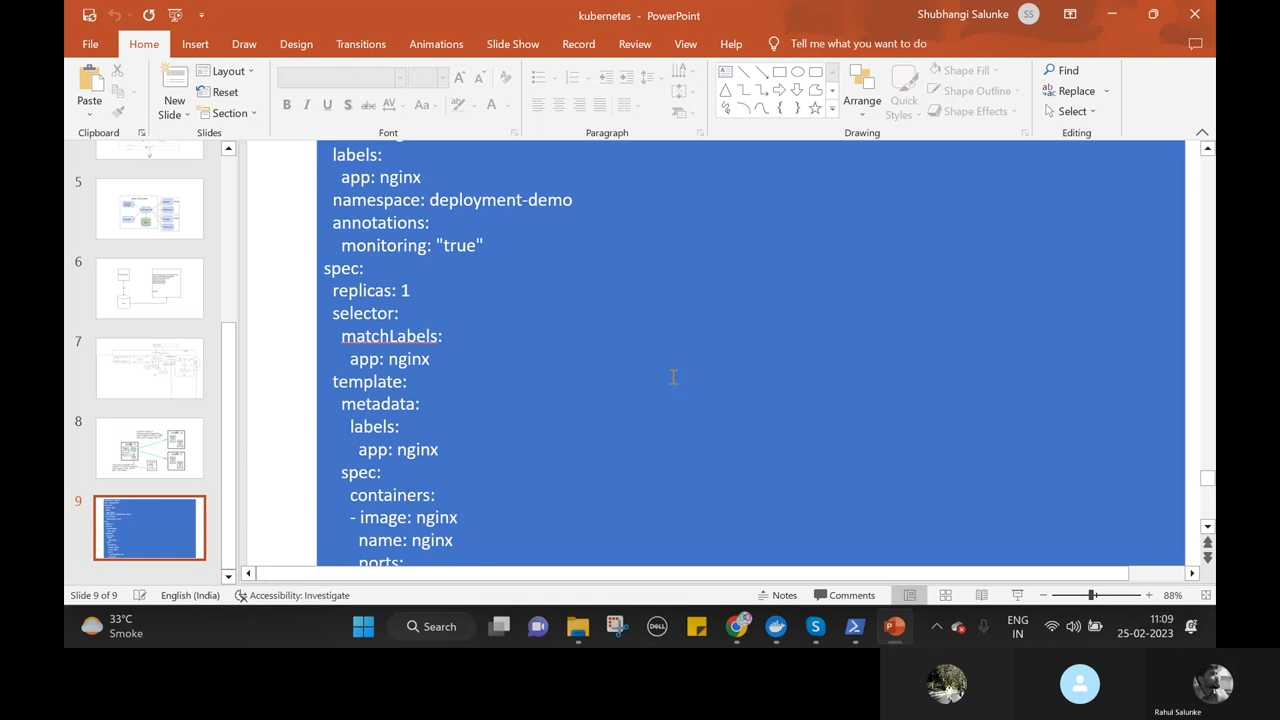 kubernetes - PowerPoint
Shubhangi Salunke
SS
File
Home
Insert
Draw
Design
Transitions
Animations
Slide Show
Record
Review
View
Help
Tell me what you want to do
Paste
Clipboard
New
Slide
Layout
Reset
Section
Slides
B I U S abc AV Aa A
Font
Paragraph
Arrange
Quick
Styles
Shape Fill
Shape Outline
Shape Effects
Drawing
Find
Replace
Select
Editing
5
6
7
8
9
labels:
app: nginx
namespace: deployment-demo
annotations:
monitoring: "true"
spec:
replicas: 1
selector:
matchLabels:
app: nginx
template:
metadata:
labels:
app: nginx
spec:
containers:
- image: nginx
name: nginx
ports:
Slide 9 of 9
English (India)
Accessibility: Investigate
Notes
Comments
88%
33°C
Smoke
Search
DELL
ENG
IN
11:09
25-02-2023
Rahul Salunke